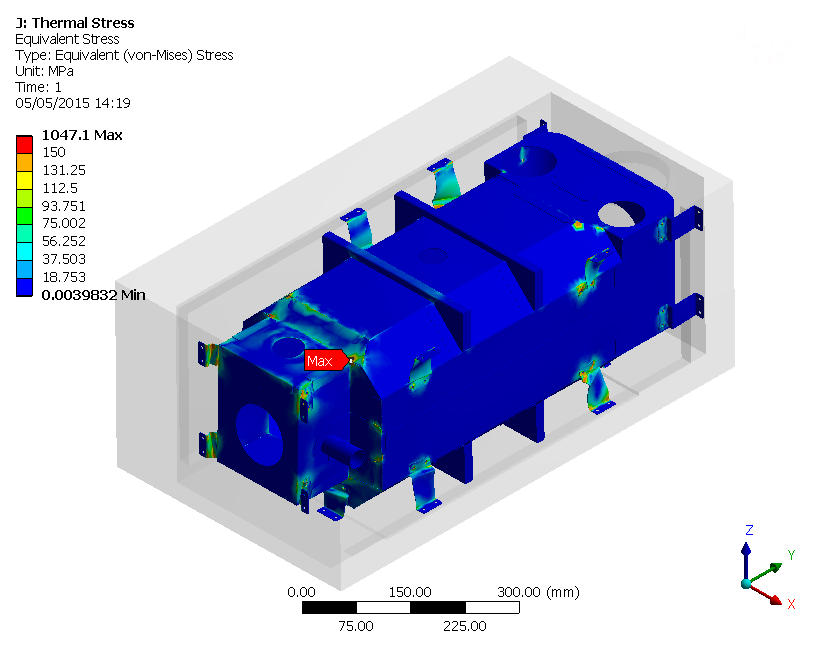 J: Thermal Stress
Equivalent Stress
Type: Equivalent (von-Mises) Stress
Unit: MPa
Time: 1
05/05/2015 14:19
1047.1 Max
150
131.25
112.5
93.751
75.002
56.252
37.503
18.753
0.0039832 Min
Max
Z
Y
X
0.00 150.00 300.00 (mm)
75.00 225.00